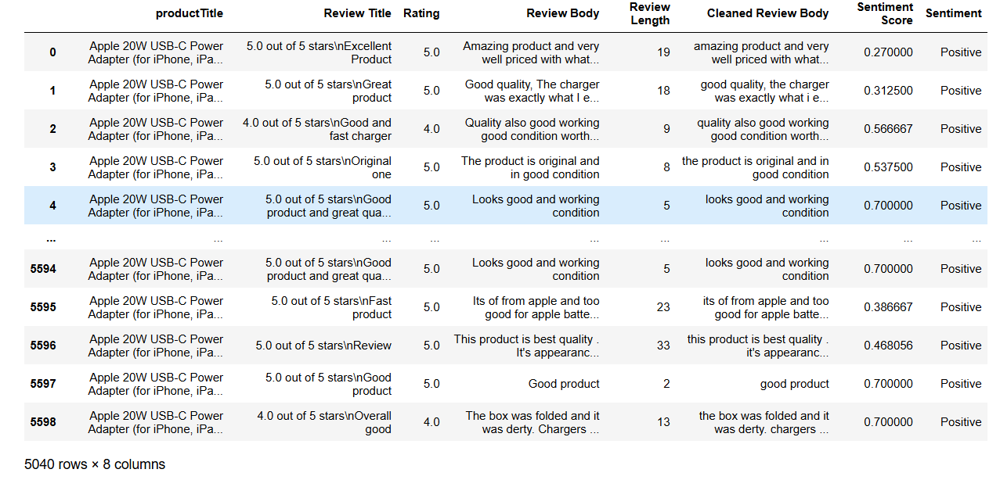 productTitle Review Title Rating Review Body Review Length Cleaned Review Body Sentiment Score Sentiment
0 Apple 20W USB-C Power Adapter (for iPhone, iPa... 5.0 out of 5 stars\nExcellent Product 5.0 Amazing product and very well priced with what... 19 amazing product and very well priced with what... 0.270000 Positive
1 Apple 20W USB-C Power Adapter (for iPhone, iPa... 5.0 out of 5 stars\nGreat product 5.0 Good quality, The charger was exactly what I e... 18 good quality, the charger was exactly what i e... 0.312500 Positive
2 Apple 20W USB-C Power Adapter (for iPhone, iPa... 4.0 out of 5 stars\nGood and fast charger 4.0 Quality also good working good condition worth... 9 quality also good working good condition worth... 0.566667 Positive
3 Apple 20W USB-C Power Adapter (for iPhone, iPa... 5.0 out of 5 stars\nOriginal one 5.0 The product is original and in good condition 8 the product is original and in good condition 0.537500 Positive
4 Apple 20W USB-C Power Adapter (for iPhone, iPa... 5.0 out of 5 stars\nGood product and great qua... 5.0 Looks good and working condition 5 looks good and working condition 0.700000 Positive
... ... ... ... ... ... ... ... ...
5594 Apple 20W USB-C Power Adapter (for iPhone, iPa... 5.0 out of 5 stars\nGood product and great qua... 5.0 Looks good and working condition 5 looks good and working condition 0.700000 Positive
5595 Apple 20W USB-C Power Adapter (for iPhone, iPa... 5.0 out of 5 stars\nFast product 5.0 Its of from apple and too good for apple batte... 23 its of from apple and too good for apple batte... 0.386667 Positive
5596 Apple 20W USB-C Power Adapter (for iPhone, iPa... 5.0 out of 5 stars\nReview 5.0 This product is best quality . It's appearanc... 33 this product is best quality . it's appearanc... 0.468056 Positive
5597 Apple 20W USB-C Power Adapter (for iPhone, iPa... 5.0 out of 5 stars\nGood product 5.0 Good product 2 good product 0.700000 Positive
5598 Apple 20W USB-C Power Adapter (for iPhone, iPa... 4.0 out of 5 stars\nOverall good 4.0 The box was folded and it was derty. Chargers ... 13 the box was folded and it was derty. chargers ... 0.700000 Positive
5040 rows × 8 columns